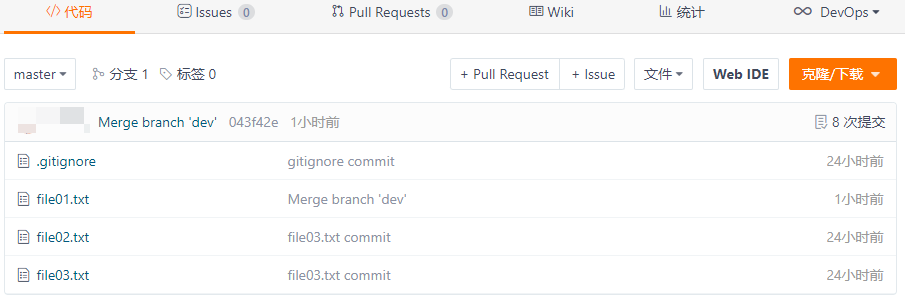 代码 Issues 0 Pull Requests 0 Wiki 统计 DevOps
master 分支 1 标签 0 + Pull Request + Issue 文件 Web IDE 克隆/下载
Merge branch 'dev' 043f42e 1小时前 8 次提交
.gitignore gitignore commit 24小时前
file01.txt Merge branch 'dev' 1小时前
file02.txt file03.txt commit 24小时前
file03.txt file03.txt commit 24小时前